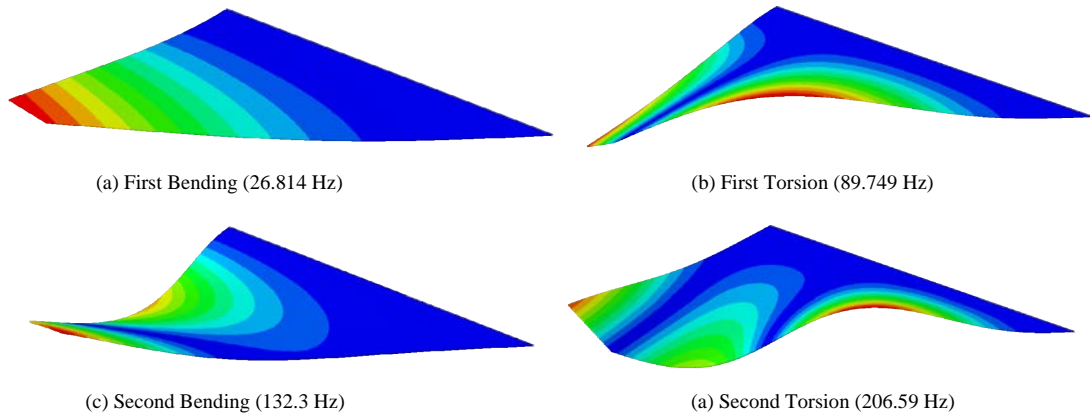 (a) First Bending (26.814 Hz)
(b) First Torsion (89.749 Hz)
(c) Second Bending (132.3 Hz)
(a) Second Torsion (206.59 Hz)